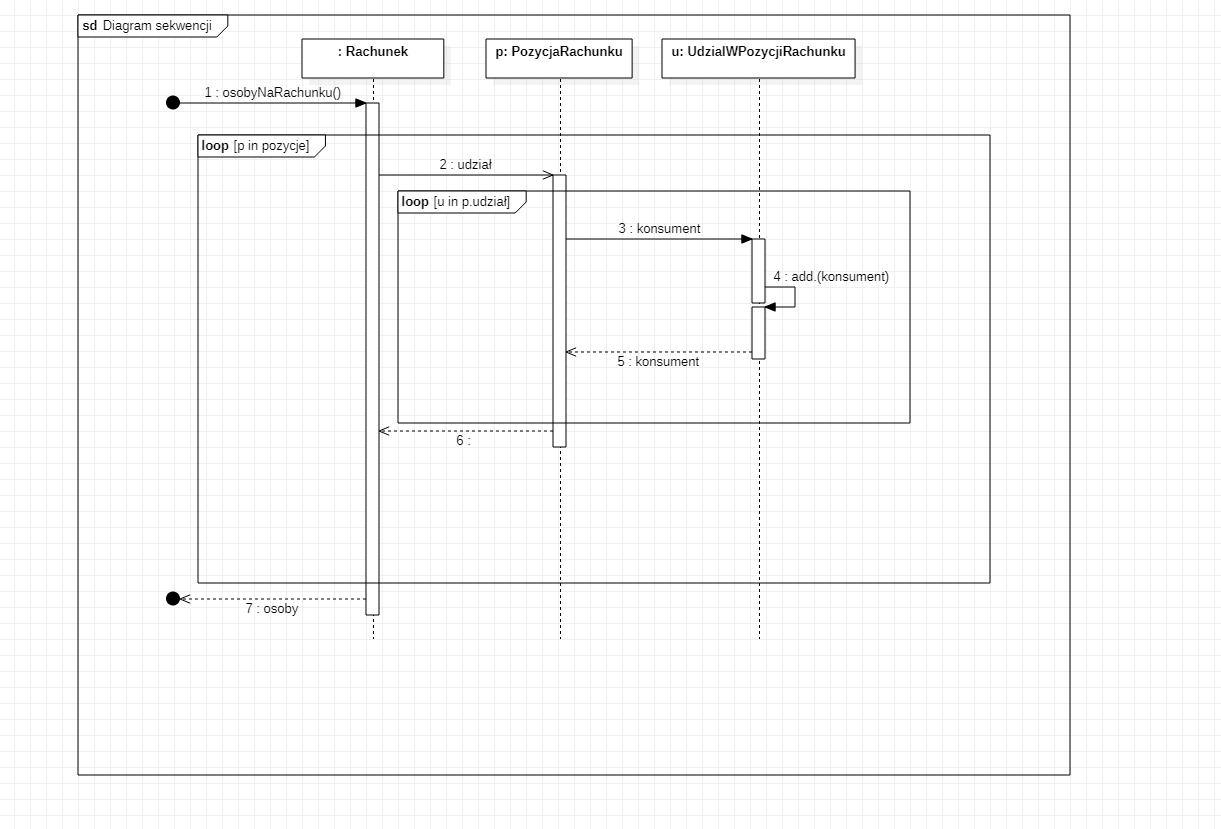 sd Diagram sekwencji
: Rachunek
p: PozycjaRachunku
u: UdzialWPozycjiRachunku
1 : osobyNaRachunku()
loop [p in pozycje]
2 : udział
loop [u in p.udział]
3 : konsument
4 : add.(konsument)
5 : konsument
6 :
7 : osoby